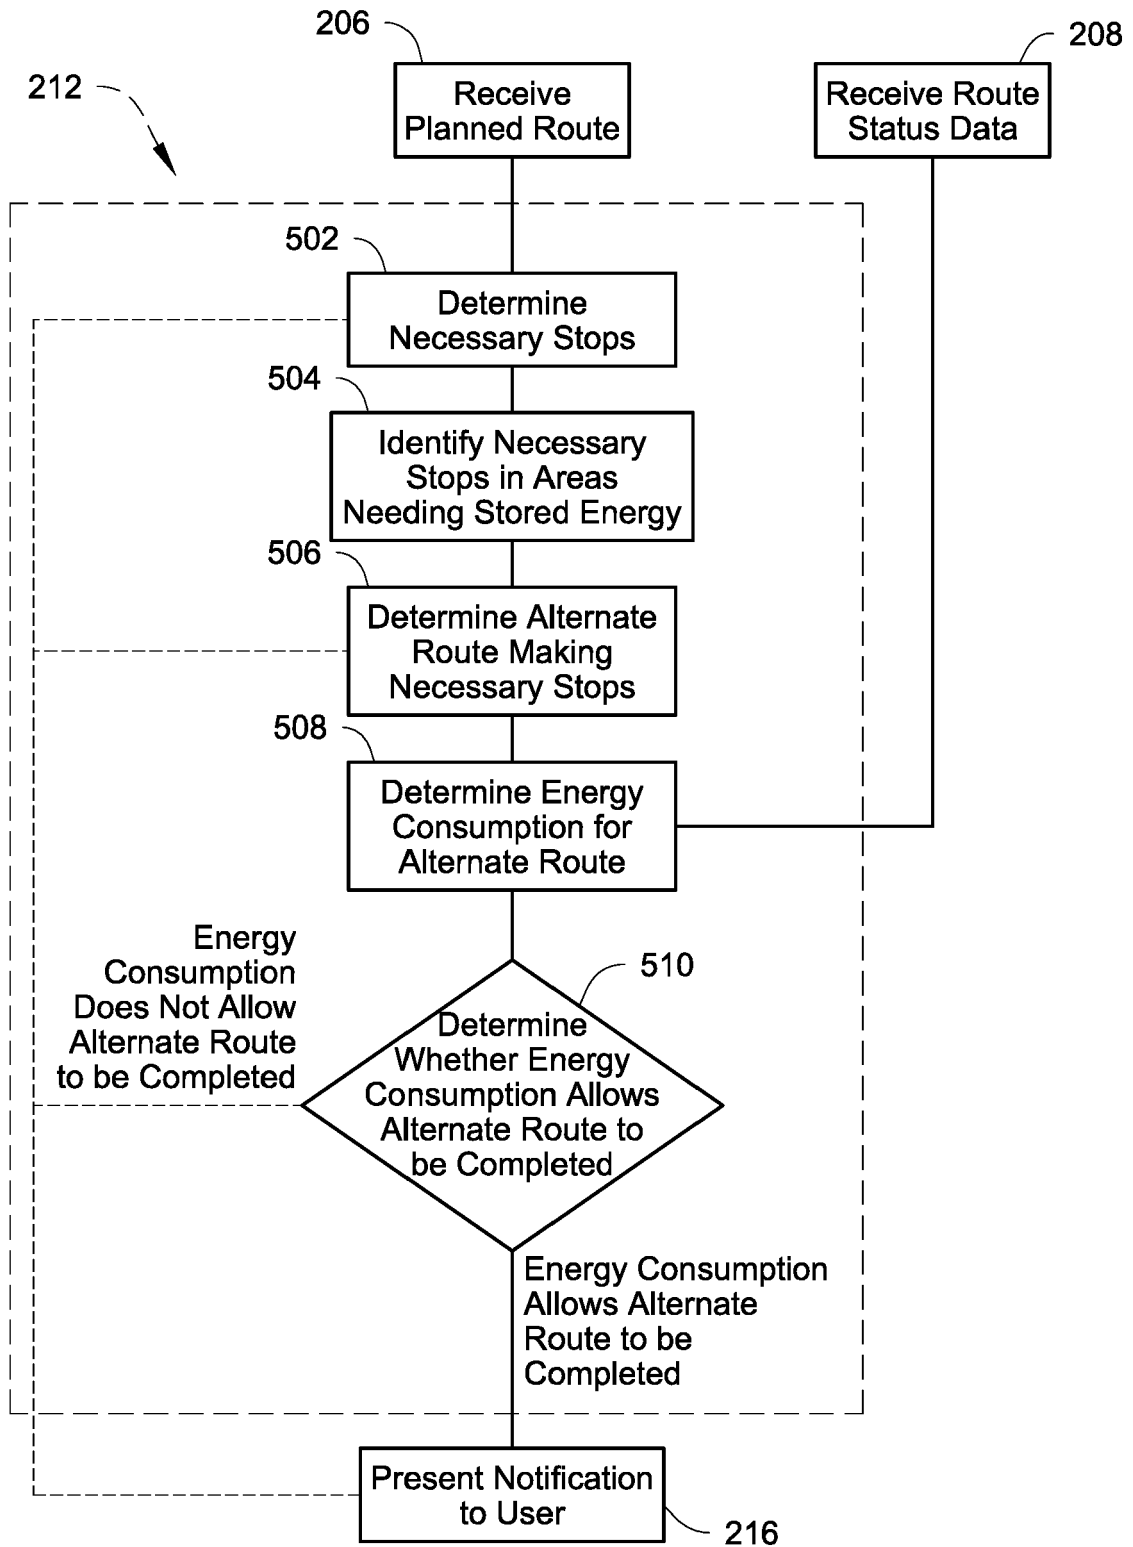 206
208
212
Receive
Planned Route
Receive Route
Status Data
502
Determine
Necessary Stops
504
Identify Necessary
Stops in Areas
Needing Stored Energy
506
Determine Alternate
Route Making
Necessary Stops
508
Determine Energy
Consumption for
Alternate Route
Energy
Consumption
Does Not Allow
Alternate Route
to be Completed
510
Determine
Whether Energy
Consumption Allows
Alternate Route to
be Completed
Energy Consumption
Allows Alternate
Route to be
Completed
Present Notification
to User
216